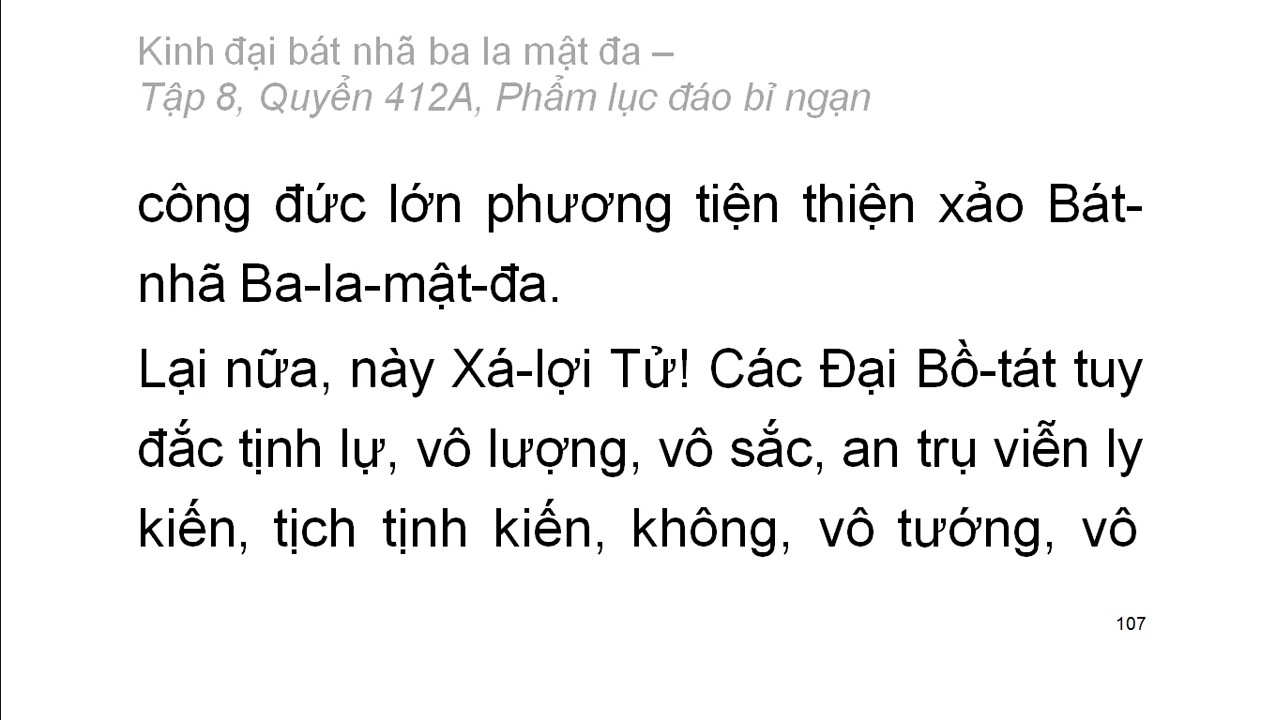 Kinh đại bát nhã ba la mật đa –
Tập 8, Quyển 412A, Phẩm lục đáo bỉ ngạn
công đức lớn phương tiện thiện xảo Bát-
nhã Ba-la-mật-đa.
Lại nữa, này Xá-lợi Tử! Các Đại Bồ-tát tuy
đắc tịnh lự, vô lượng, vô sắc, an trụ viễn ly
kiến, tịch tịnh kiến, không, vô tướng, vô
107